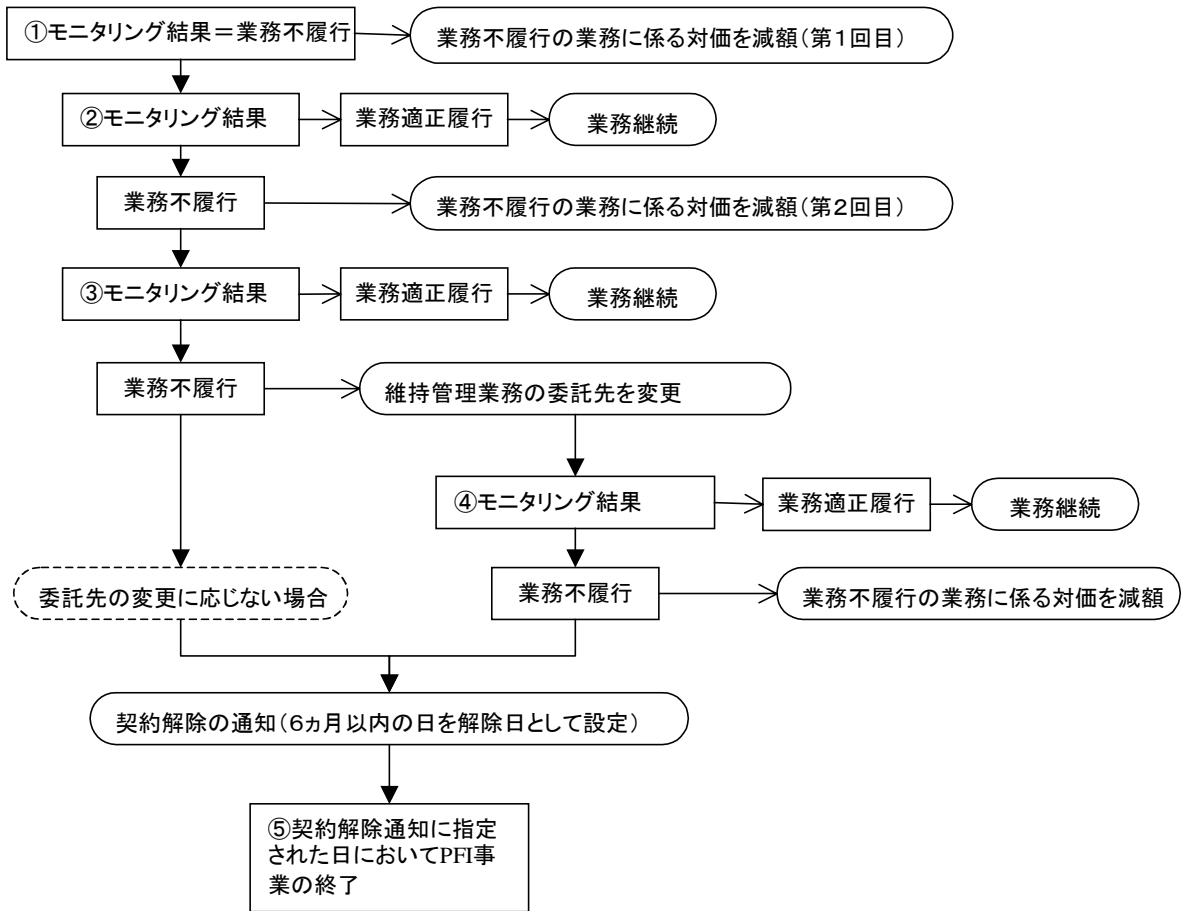 ①モニタリング結果＝業務不履行
業務不履行の業務に係る対価を減額（第１回目）
②モニタリング結果
業務適正履行
業務継続
業務不履行
業務不履行の業務に係る対価を減額（第２回目）
③モニタリング結果
業務適正履行
業務継続
業務不履行
維持管理業務の委託先を変更
④モニタリング結果
業務適正履行
業務継続
委託先の変更に応じない場合
業務不履行
業務不履行の業務に係る対価を減額
契約解除の通知（６ヵ月以内の日を解除日として設定）
⑤契約解除通知に指定
された日においてPFI事
業の終了